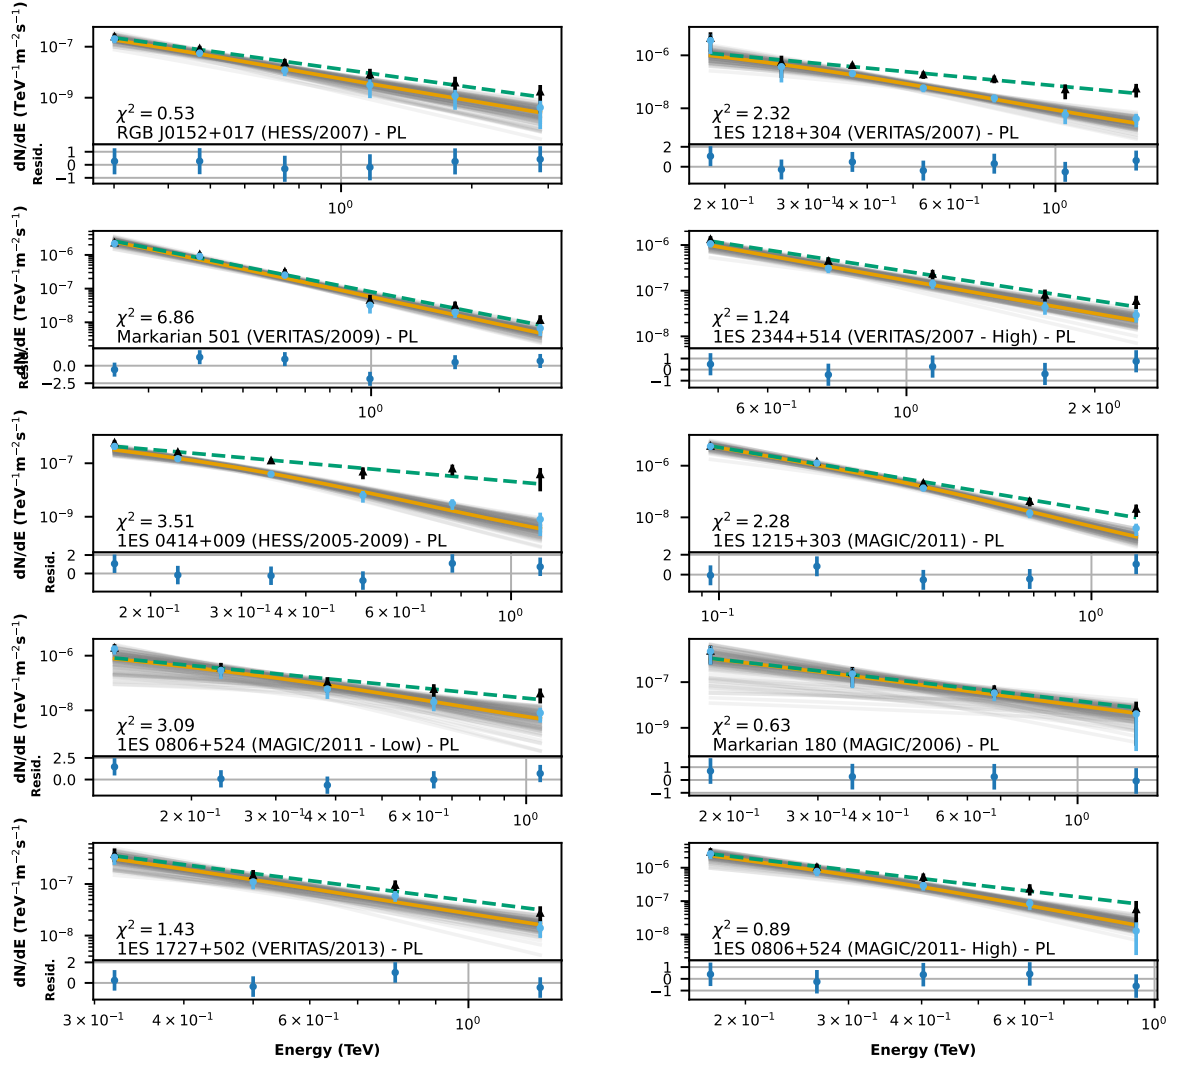 dN/dE (TeV⁻¹m⁻²s⁻¹)
10⁻⁷
10⁻⁹
χ² = 0.53
RGB J0152+017 (HESS/2007) - PL
Resid.
1
0
−1
10⁰
10⁻⁶
10⁻⁸
χ² = 2.32
1ES 1218+304 (VERITAS/2007) - PL
2
0
2 × 10⁻¹ 3 × 10⁻¹ 4 × 10⁻¹ 6 × 10⁻¹ 10⁰
dN/dE (TeV⁻¹m⁻²s⁻¹)
10⁻⁶
10⁻⁷
10⁻⁸
χ² = 6.86
Markarian 501 (VERITAS/2009) - PL
Resid.
0.0
−2.5
10⁰
10⁻⁶
10⁻⁷
10⁻⁸
χ² = 1.24
1ES 2344+514 (VERITAS/2007 - High) - PL
1
0
−1
6 × 10⁻¹ 10⁰ 2 × 10⁰
dN/dE (TeV⁻¹m⁻²s⁻¹)
10⁻⁷
10⁻⁹
χ² = 3.51
1ES 0414+009 (HESS/2005-2009) - PL
Resid.
2
0
2 × 10⁻¹ 3 × 10⁻¹ 4 × 10⁻¹ 6 × 10⁻¹ 10⁰
10⁻⁶
10⁻⁸
χ² = 2.28
1ES 1215+303 (MAGIC/2011) - PL
2
0
10⁻¹ 10⁰
dN/dE (TeV⁻¹m⁻²s⁻¹)
10⁻⁶
10⁻⁸
χ² = 3.09
1ES 0806+524 (MAGIC/2011 - Low) - PL
Resid.
2.5
0.0
2 × 10⁻¹ 3 × 10⁻¹ 4 × 10⁻¹ 6 × 10⁻¹ 10⁰
10⁻⁷
10⁻⁹
χ² = 0.63
Markarian 180 (MAGIC/2006) - PL
1
0
−1
2 × 10⁻¹ 3 × 10⁻¹ 4 × 10⁻¹ 6 × 10⁻¹ 10⁰
dN/dE (TeV⁻¹m⁻²s⁻¹)
10⁻⁷
10⁻⁸
χ² = 1.43
1ES 1727+502 (VERITAS/2013) - PL
Resid.
2
0
3 × 10⁻¹ 4 × 10⁻¹ 6 × 10⁻¹ 10⁰
Energy (TeV)
10⁻⁶
10⁻⁷
10⁻⁸
χ² = 0.89
1ES 0806+524 (MAGIC/2011- High) - PL
1
0
−1
2 × 10⁻¹ 3 × 10⁻¹ 4 × 10⁻¹ 6 × 10⁻¹ 10⁰
Energy (TeV)